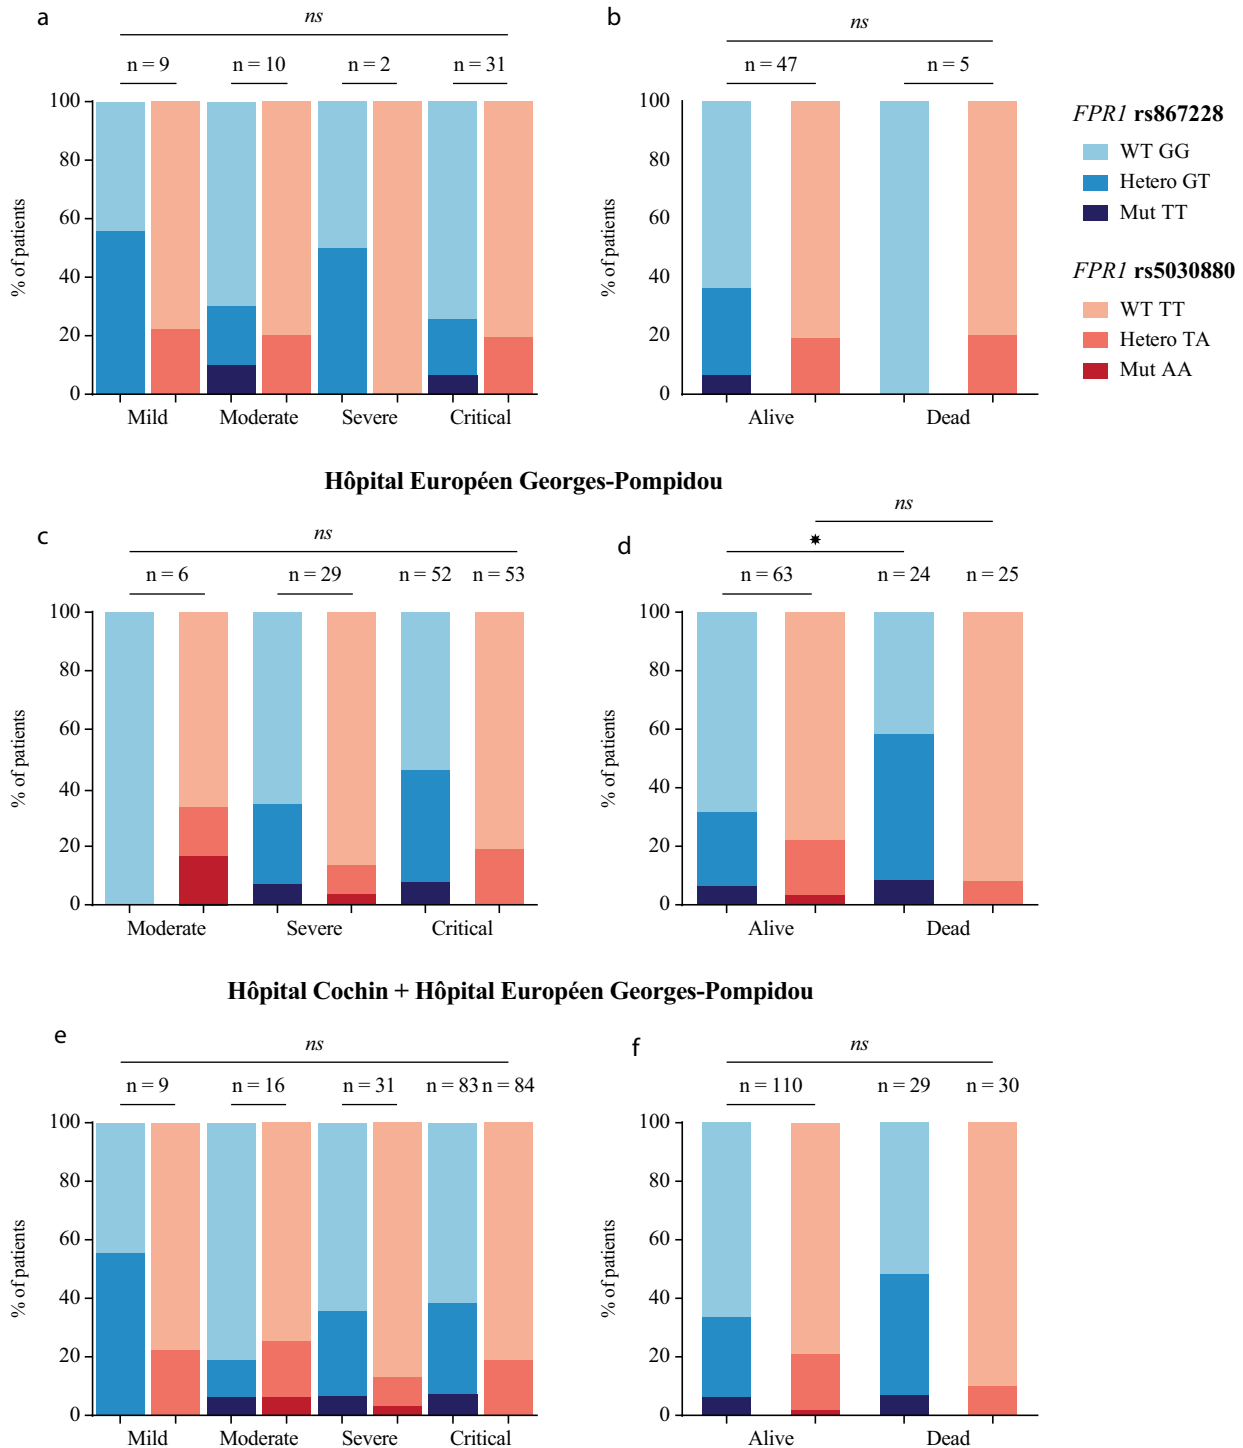 a
ns
n = 9 n = 10 n = 2 n = 31
100
80
60
40
20
0
% of patients
Mild Moderate Severe Critical
b
ns
n = 47 n = 5
100
80
60
40
20
0
% of patients
Alive Dead
FPR1 rs867228
WT GG
Hetero GT
Mut TT
FPR1 rs5030880
WT TT
Hetero TA
Mut AA
Hôpital Européen Georges-Pompidou
c
ns
n = 6 n = 29 n = 52 n = 53
100
80
60
40
20
0
% of patients
Moderate Severe Critical
d
ns
*
n = 63 n = 24 n = 25
100
80
60
40
20
0
% of patients
Alive Dead
Hôpital Cochin + Hôpital Européen Georges-Pompidou
e
ns
n = 9 n = 16 n = 31 n = 83 n = 84
100
80
60
40
20
0
% of patients
Mild Moderate Severe Critical
f
ns
n = 110 n = 29 n = 30
100
80
60
40
20
0
% of patients
Alive Dead